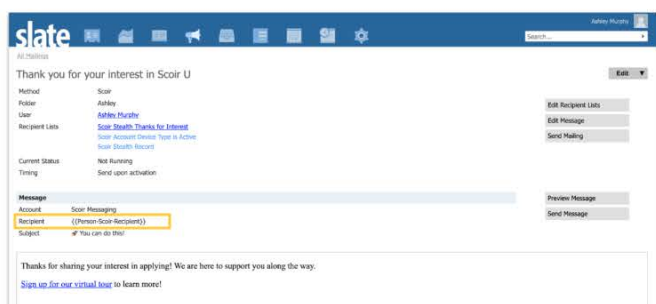 slate
Ashley Murphy
Search...
All Mailings
Thank you for your interest in Scoir U
Edit
Method Scoir
Folder Ashley
User Ashley Murphy
Recipient Lists Scoir Stealth Thanks for Interest
Scoir Account Device Type is Active
Scoir Stealth Record
Current Status Not Running
Timing Send upon activation
Edit Recipient Lists
Edit Message
Send Mailing
Message
Account Scoir Messaging
Recipient {{Person-Scoir-Recipient}}
Subject 🚀 You can do this!
Preview Message
Send Message
Thanks for sharing your interest in applying! We are here to support you along the way.
Sign up for our virtual tour to learn more!